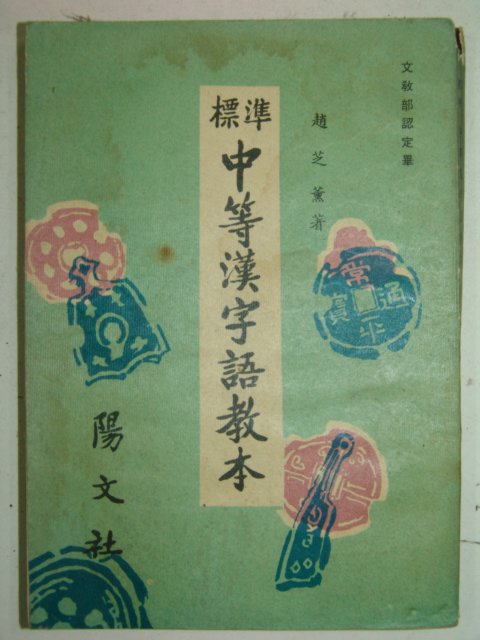 文敎部認定畢
趙芝薰著
標準
中等漢字語教本
常平通寶
陽文社